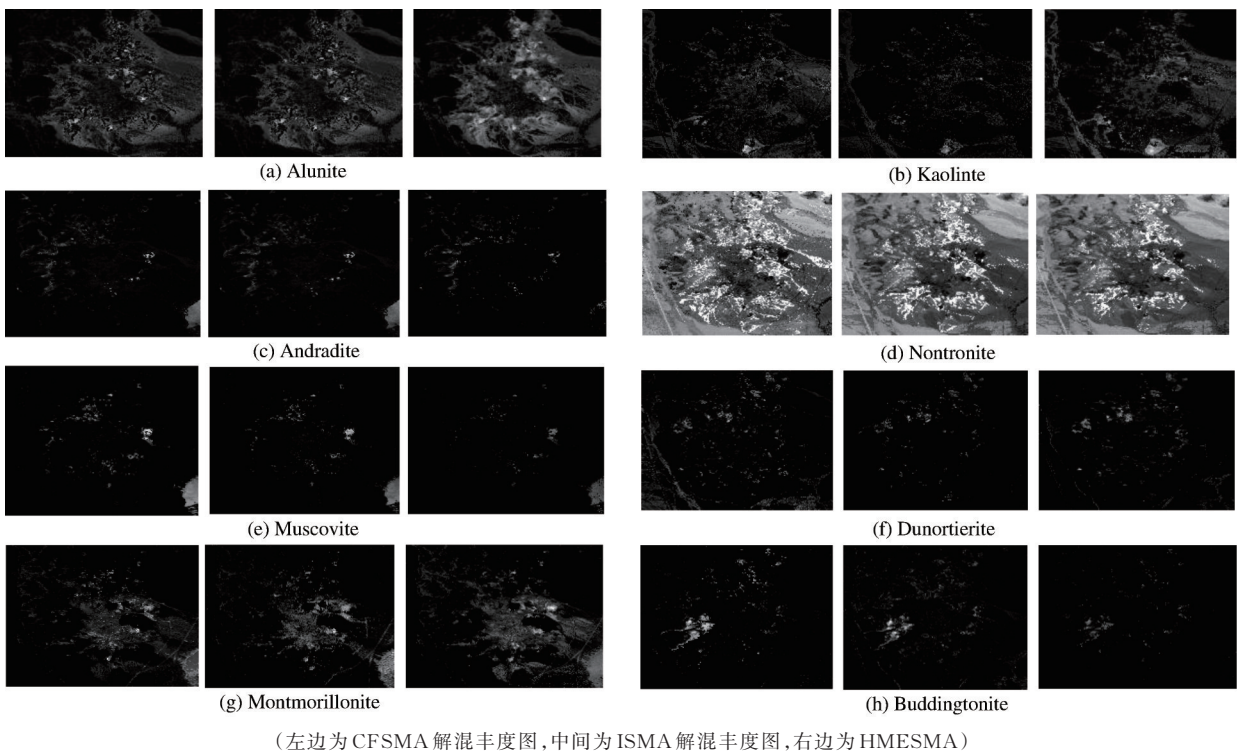 (a) Alunite
(b) Kaolinte
(c) Andradite
(d) Nontronite
(e) Muscovite
(f) Dunortierite
(g) Montmorillonite
(h) Buddingtonite
(左边为CFSMA解混丰度图,中间为ISMA解混丰度图,右边为HMESMA)